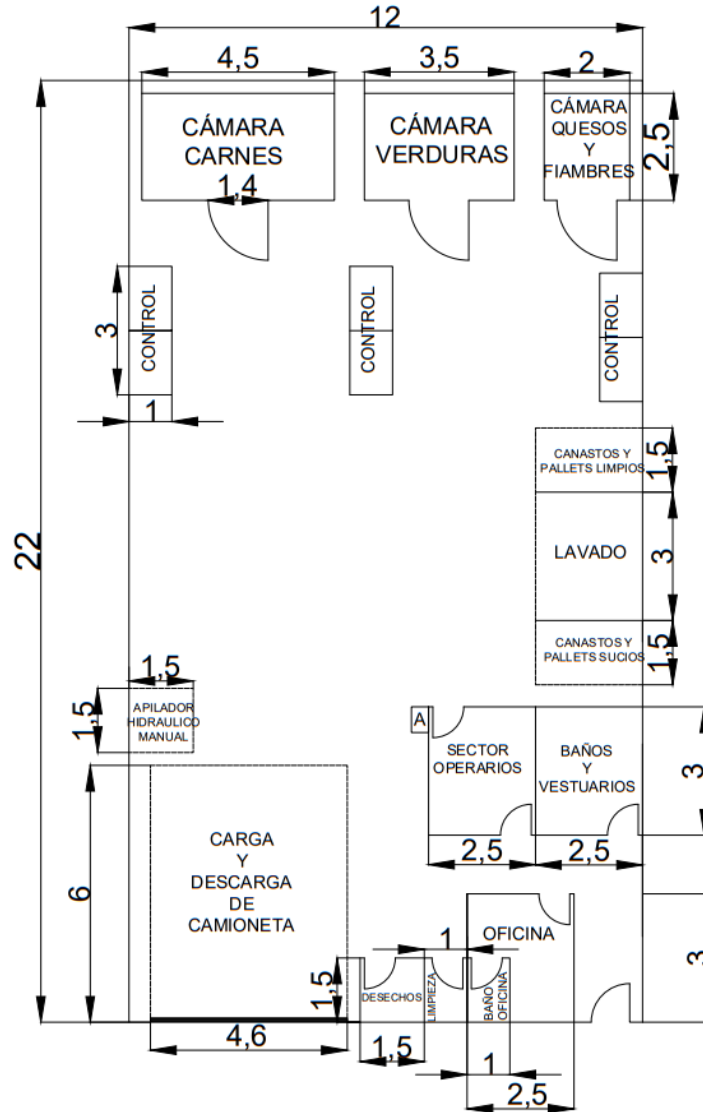 12
4,5
3,5
2
CÁMARA
CARNES
CÁMARA
VERDURAS
CÁMARA
QUESOS
Y
FIAMBRES
2,5
1,4
CONTROL
CONTROL
CONTROL
3
1
CANASTOS Y
PALLETS LIMPIOS
1,5
22
LAVADO
3
CANASTOS Y
PALLETS SUCIOS
1,5
1,5
1,5
APILADOR
HIDRAULICO
MANUAL
A
SECTOR
OPERARIOS
BAÑOS
Y
VESTUARIOS
3
2,5
2,5
6
CARGA
Y
DESCARGA
DE
CAMIONETA
OFICINA
1
3
1,5
DESECHOS
LIMPIEZA
BAÑO
OFICINA
4,6
1,5
1
2,5